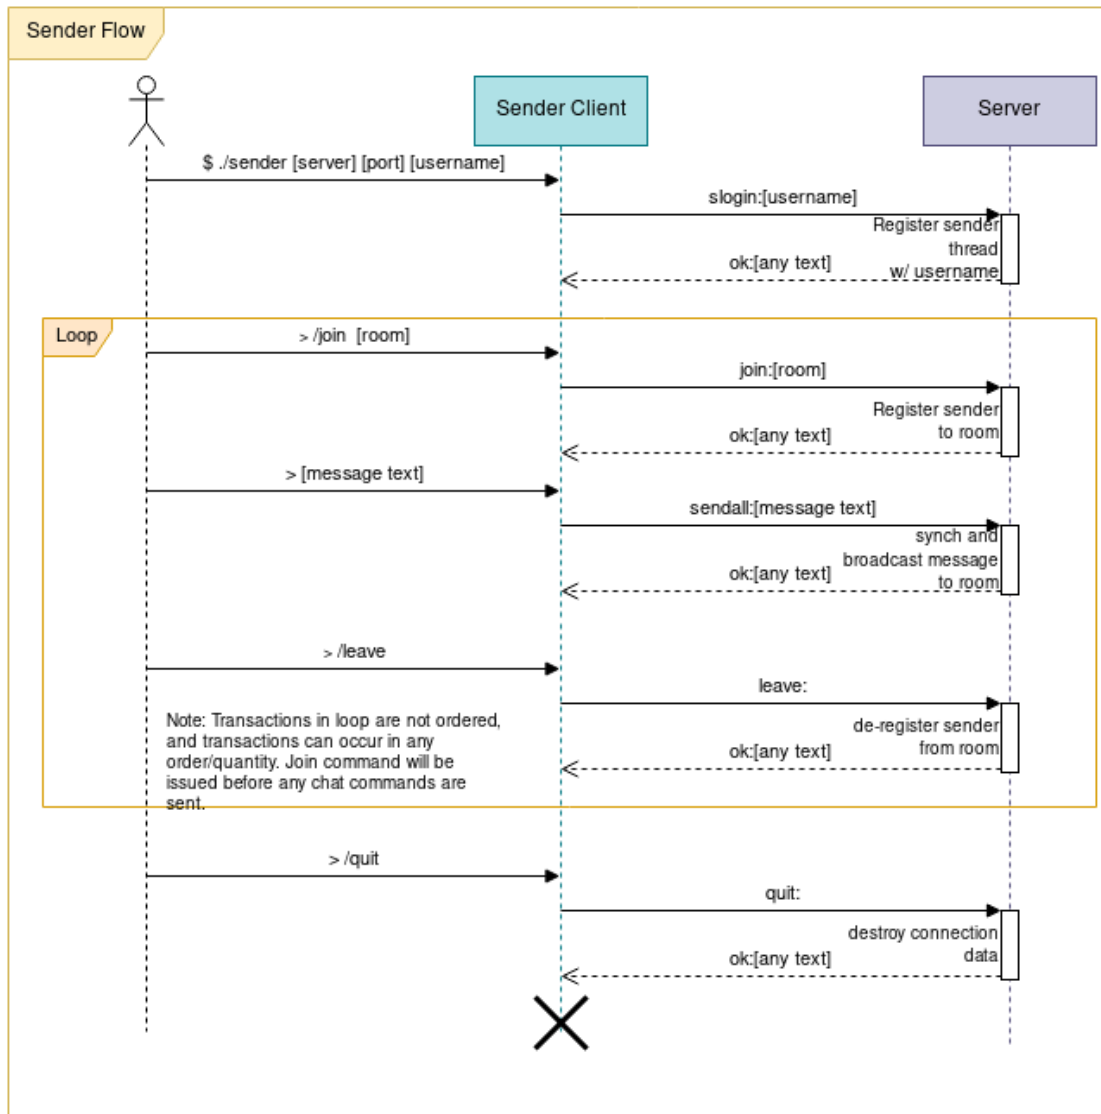 Sender Flow
Sender Client
Server
$ ./sender [server] [port] [username]
slogin:[username]
Register sender
thread
w/ username
ok:[any text]
Loop
> /join  [room]
join:[room]
Register sender
to room
ok:[any text]
> [message text]
sendall:[message text]
synch and
broadcast message
to room
ok:[any text]
> /leave
leave:
de-register sender
from room
ok:[any text]
Note: Transactions in loop are not ordered,
and transactions can occur in any
order/quantity. Join command will be
issued before any chat commands are
sent.
> /quit
quit:
destroy connection
data
ok:[any text]